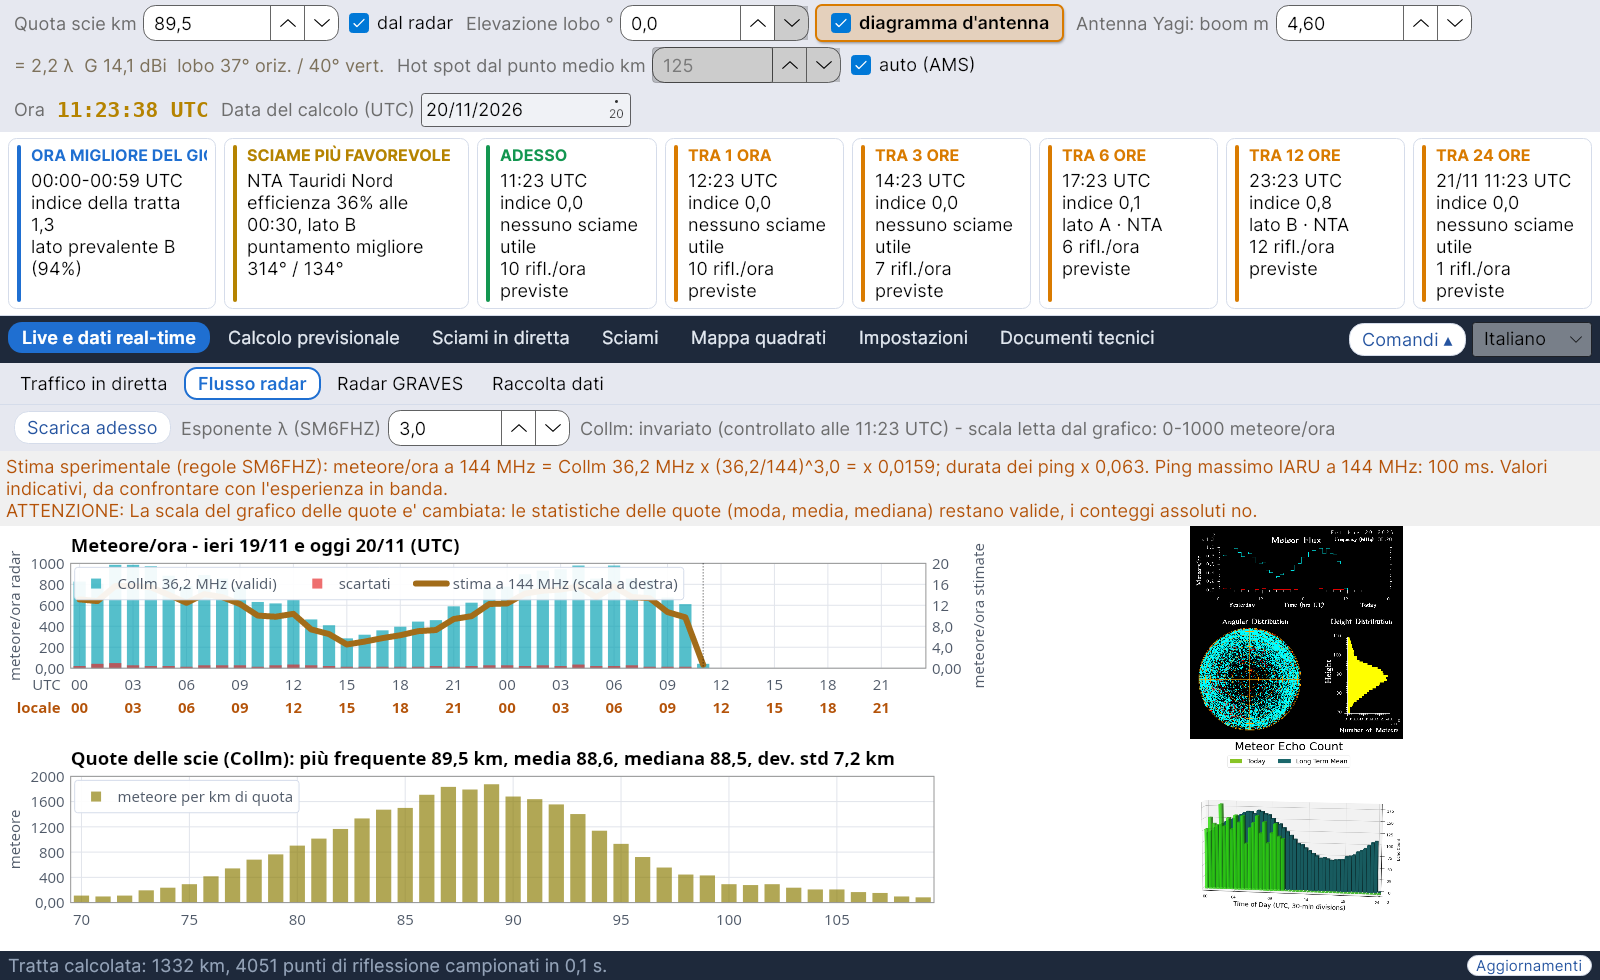 Quota scie km 89,5 dal radar Elevazione lobo ° 0,0 diagramma d'antenna Antenna Yagi: boom m 4,60
= 2,2 λ G 14,1 dBi lobo 37° oriz. / 40° vert. Hot spot dal punto medio km 125 auto (AMS)
Ora 11:23:38 UTC Data del calcolo (UTC) 20/11/2026 20
ORA MIGLIORE DEL GI
00:00-00:59 UTC
indice della tratta
1,3
lato prevalente B
(94%)
SCIAME PIÙ FAVOREVOLE
NTA Tauridi Nord
efficienza 36% alle
00:30, lato B
puntamento migliore
314° / 134°
ADESSO
11:23 UTC
indice 0,0
nessuno sciame
utile
10 rifl./ora
previste
TRA 1 ORA
12:23 UTC
indice 0,0
nessuno sciame
utile
10 rifl./ora
previste
TRA 3 ORE
14:23 UTC
indice 0,0
nessuno sciame
utile
7 rifl./ora
previste
TRA 6 ORE
17:23 UTC
indice 0,1
lato A · NTA
6 rifl./ora
previste
TRA 12 ORE
23:23 UTC
indice 0,8
lato B · NTA
12 rifl./ora
previste
TRA 24 ORE
21/11 11:23 UTC
indice 0,0
nessuno sciame
utile
1 rifl./ora
previste
Live e dati real-time Calcolo previsionale Sciami in diretta Sciami Mappa quadrati Impostazioni Documenti tecnici Comandi ▴ Italiano
Traffico in diretta Flusso radar Radar GRAVES Raccolta dati
Scarica adesso Esponente λ (SM6FHZ) 3,0 Collm: invariato (controllato alle 11:23 UTC) - scala letta dal grafico: 0-1000 meteore/ora
Stima sperimentale (regole SM6FHZ): meteore/ora a 144 MHz = Collm 36,2 MHz x (36,2/144)^3,0 = x 0,0159; durata dei ping x 0,063. Ping massimo IARU a 144 MHz: 100 ms. Valori
indicativi, da confrontare con l'esperienza in banda.
ATTENZIONE: La scala del grafico delle quote e' cambiata: le statistiche delle quote (moda, media, mediana) restano valide, i conteggi assoluti no.
Meteore/ora - ieri 19/11 e oggi 20/11 (UTC)
Collm 36,2 MHz (validi) scartati stima a 144 MHz (scala a destra)
meteore/ora radar
1000
800
600
400
200
0,00
20
16
12
8,0
4,0
0,00
meteore/ora stimate
UTC 00 03 06 09 12 15 18 21 00 03 06 09 12 15 18 21
locale 00 03 06 09 12 15 18 21 00 03 06 09 12 15 18 21
Quote delle scie (Collm): più frequente 89,5 km, media 88,6, mediana 88,5, dev. std 7,2 km
meteore per km di quota
meteore
2000
1600
1200
800
400
0,00
70 75 80 85 90 95 100 105
Meteor Flux
Yesterday Time (hrs UT) Today
Angular Distribution Height Distribution
Height
Number of Meteors
Meteor Echo Count
Today Long Term Mean
Time of Day (UTC, 30-min divisions)
Tratta calcolata: 1332 km, 4051 punti di riflessione campionati in 0,1 s. Aggiornamenti